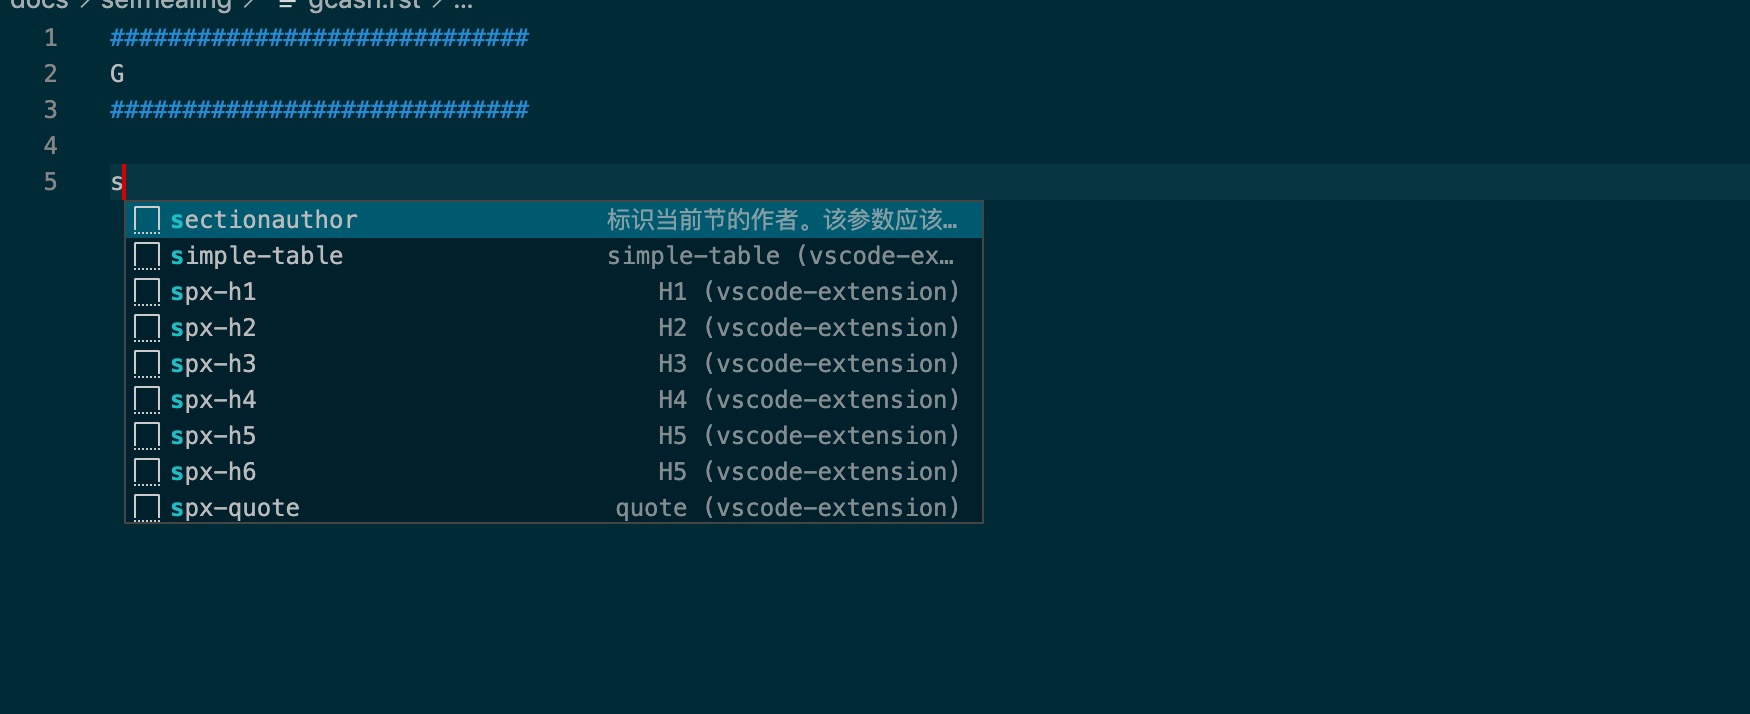 docs > selfhealing > gcash.rst > ...
1 #############################
2 G
3 #############################
4
5 s
sectionauthor 标识当前节的作者。该参数应该…
simple-table simple-table (vscode-ex…
spx-h1 H1 (vscode-extension)
spx-h2 H2 (vscode-extension)
spx-h3 H3 (vscode-extension)
spx-h4 H4 (vscode-extension)
spx-h5 H5 (vscode-extension)
spx-h6 H5 (vscode-extension)
spx-quote quote (vscode-extension)